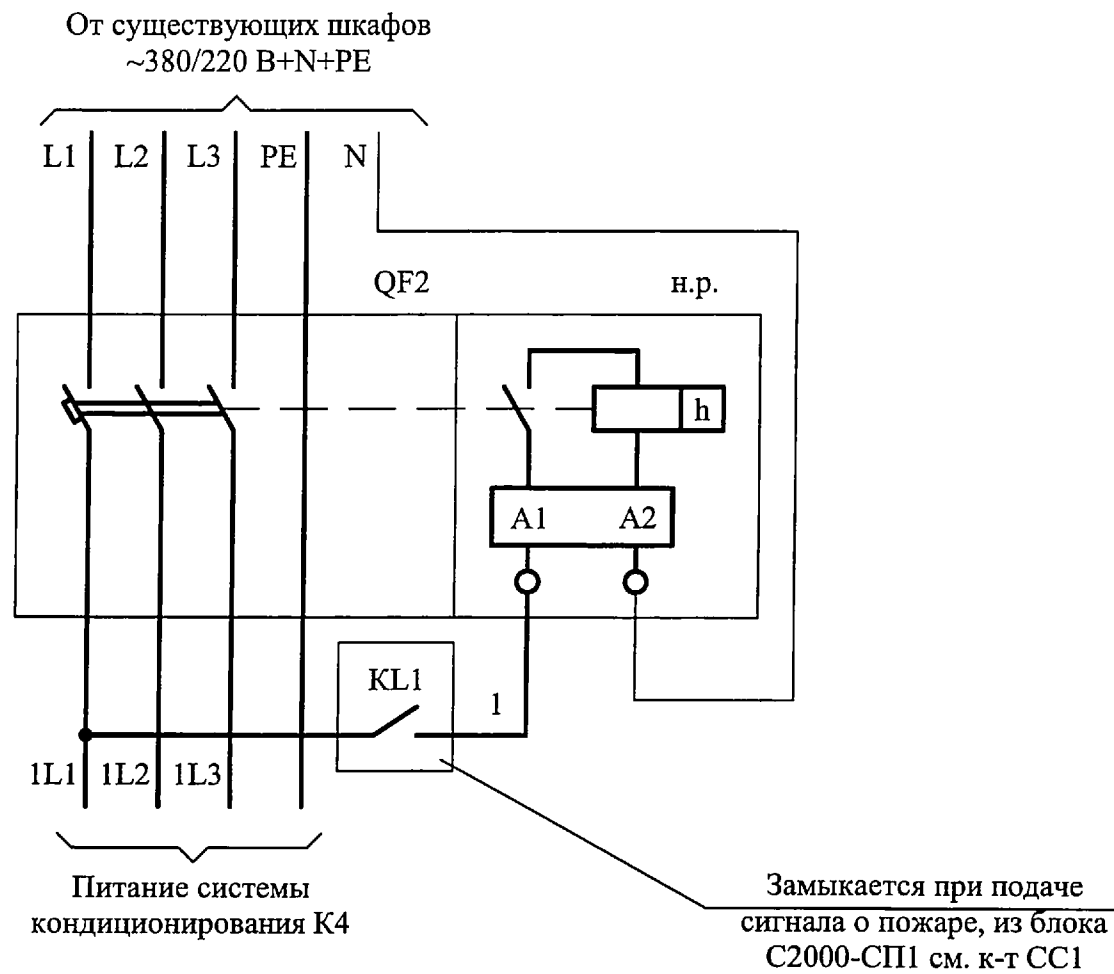 От существующих шкафов
~380/220 В+N+PE
L1 L2 L3 PE N
QF2 н.р.
h
A1 A2
KL1 1
1L1 1L2 1L3
Питание системы
кондиционирования К4
Замыкается при подаче
сигнала о пожаре, из блока
С2000-СП1 см. к-т СС1